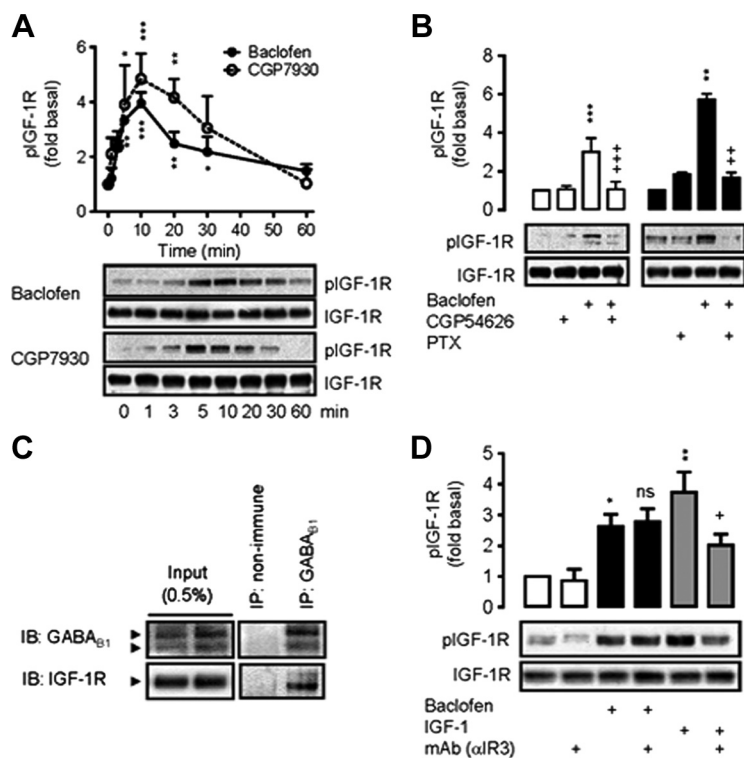 A
Baclofen
CGP7930
pIGF-1R
(fold basal)
6
4
2
0
* *** **
** *** ** *
0 10 20 30 40 50 60
Time (min)
Baclofen
pIGF-1R
IGF-1R
CGP7930
pIGF-1R
IGF-1R
0 1 3 5 10 20 30 60 min
B
pIGF-1R
(fold basal)
8
6
4
2
0
*** +++ ** ++
pIGF-1R
IGF-1R
Baclofen + + + +
CGP54626 + +
PTX + +
C
Input
(0.5%)
IP: non-immune
IP: GABAB1
IB: GABAB1
IB: IGF-1R
D
pIGF-1R
(fold basal)
5
4
3
2
1
0
* ns ** +
pIGF-1R
IGF-1R
Baclofen + +
IGF-1 + +
mAb (αIR3) + + +